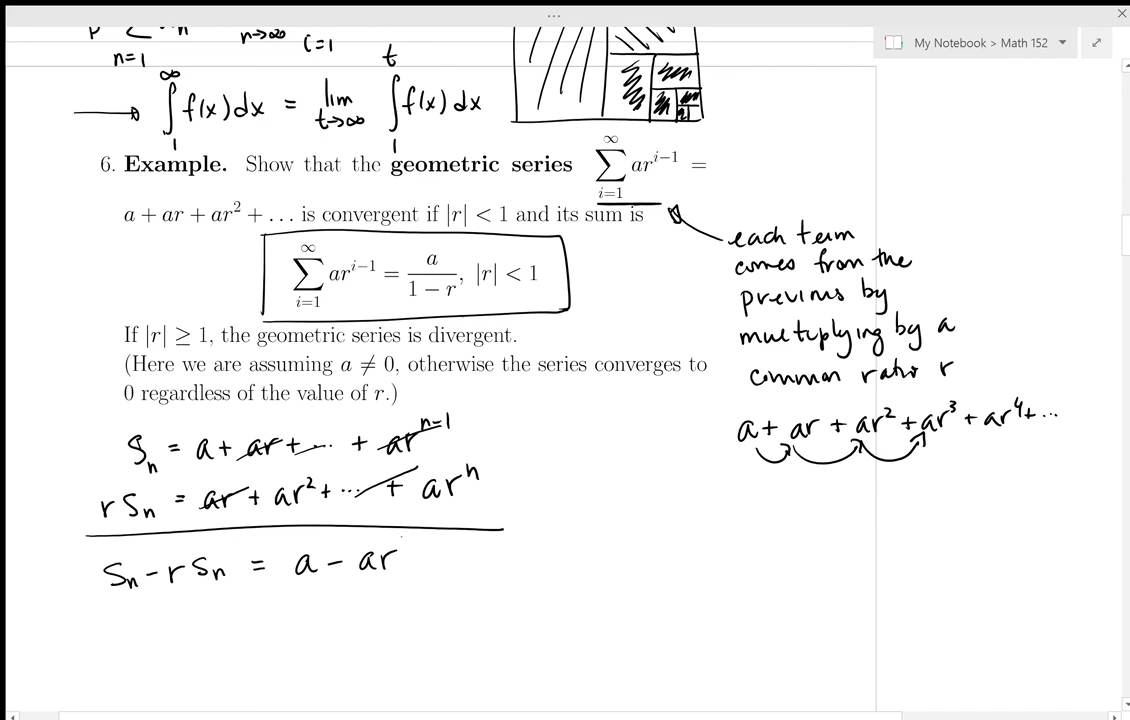 n→∞ i=1
n=1
∫₁^∞ f(x)dx = lim t→∞ ∫₁^t f(x)dx
My Notebook > Math 152
6. Example. Show that the geometric series ∑_{i=1}^{∞} ar^{i−1} =
a + ar + ar² + … is convergent if |r| < 1 and its sum is
∑_{i=1}^{∞} ar^{i−1} = a/(1 − r), |r| < 1
If |r| ≥ 1, the geometric series is divergent.
(Here we are assuming a ≠ 0, otherwise the series converges to
0 regardless of the value of r.)
Sₙ = a + ar + … + ar^{n=1}
rSₙ = ar + ar² + … + arⁿ
Sₙ − rSₙ = a − ar
each term
comes from the
previous by
multiplying by a
common ratio r
a + ar + ar² + ar³ + ar⁴ + …